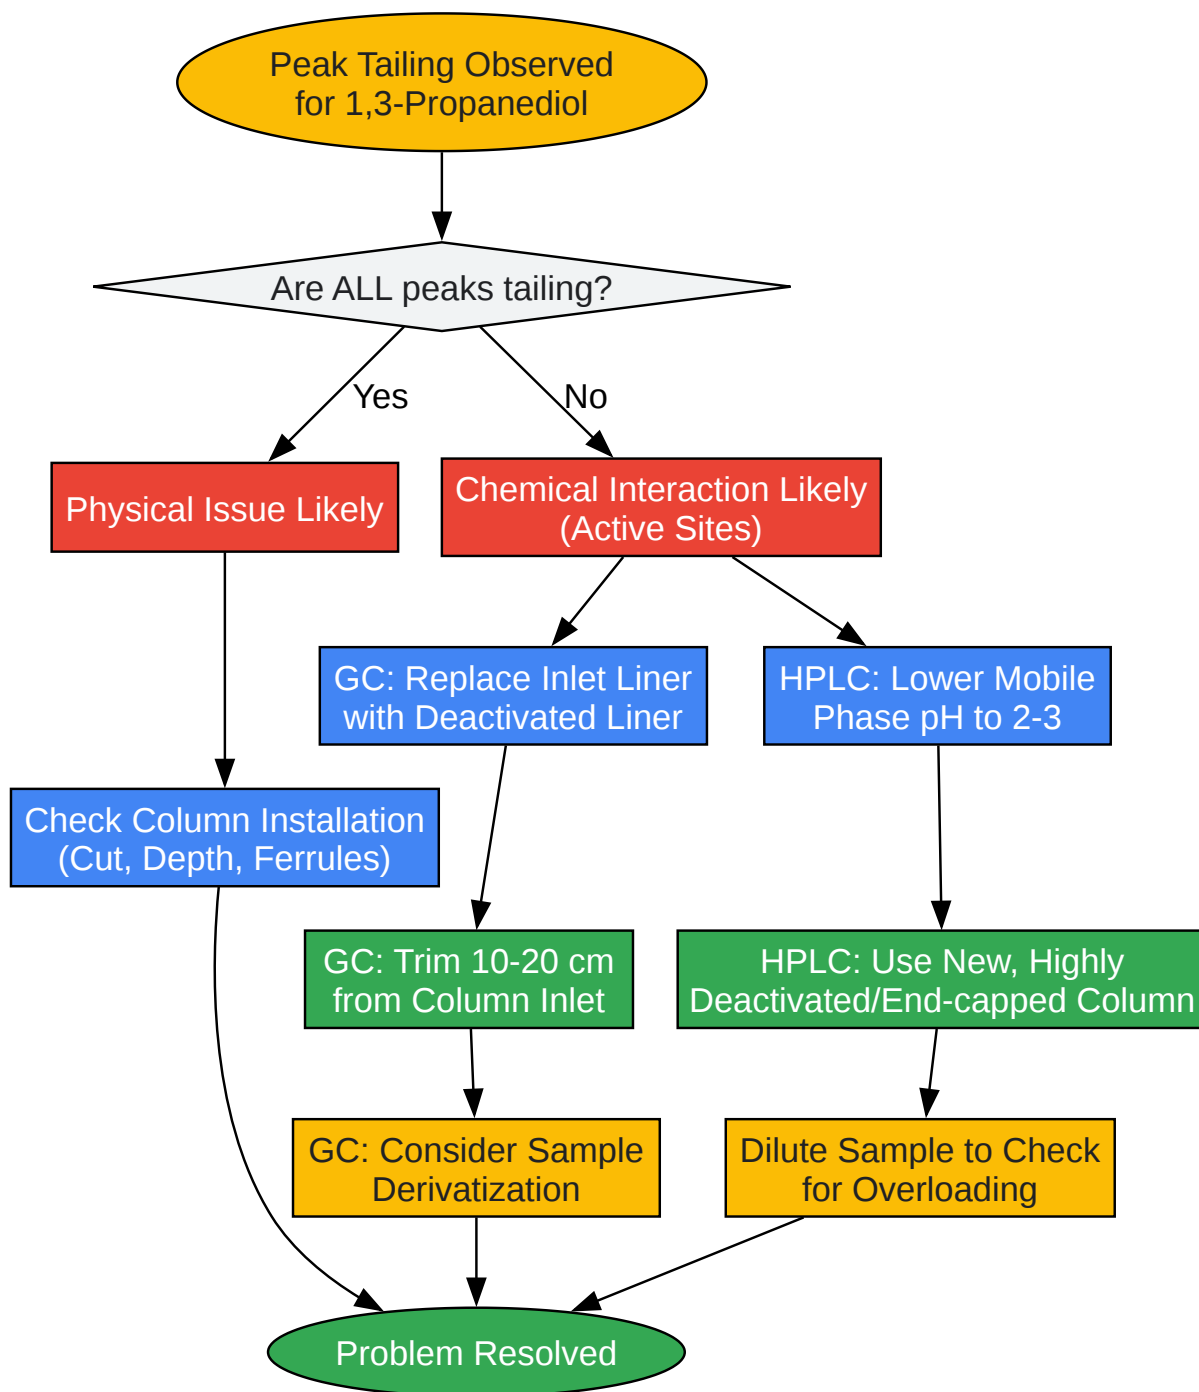 Peak Tailing Observed
for 1,3-Propanediol
Are ALL peaks tailing?
Yes
No
Physical Issue Likely
Chemical Interaction Likely
(Active Sites)
GC: Replace Inlet Liner
with Deactivated Liner
HPLC: Lower Mobile
Phase pH to 2-3
Check Column Installation
(Cut, Depth, Ferrules)
GC: Trim 10-20 cm
from Column Inlet
HPLC: Use New, Highly
Deactivated/End-capped Column
GC: Consider Sample
Derivatization
Dilute Sample to Check
for Overloading
Problem Resolved